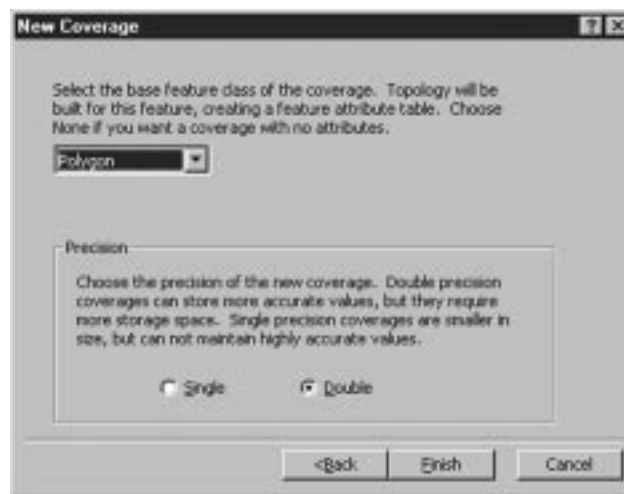 New Coverage
Select the base feature class of the coverage. Topology will be
built for this feature, creating a feature attribute table. Choose
None if you want a coverage with no attributes.
Polygon
Precision
Choose the precision of the new coverage. Double precision
coverages can store more accurate values, but they require
more storage space. Single precision coverages are smaller in
size, but can not maintain highly accurate values.
Single Double
<Back Finish Cancel